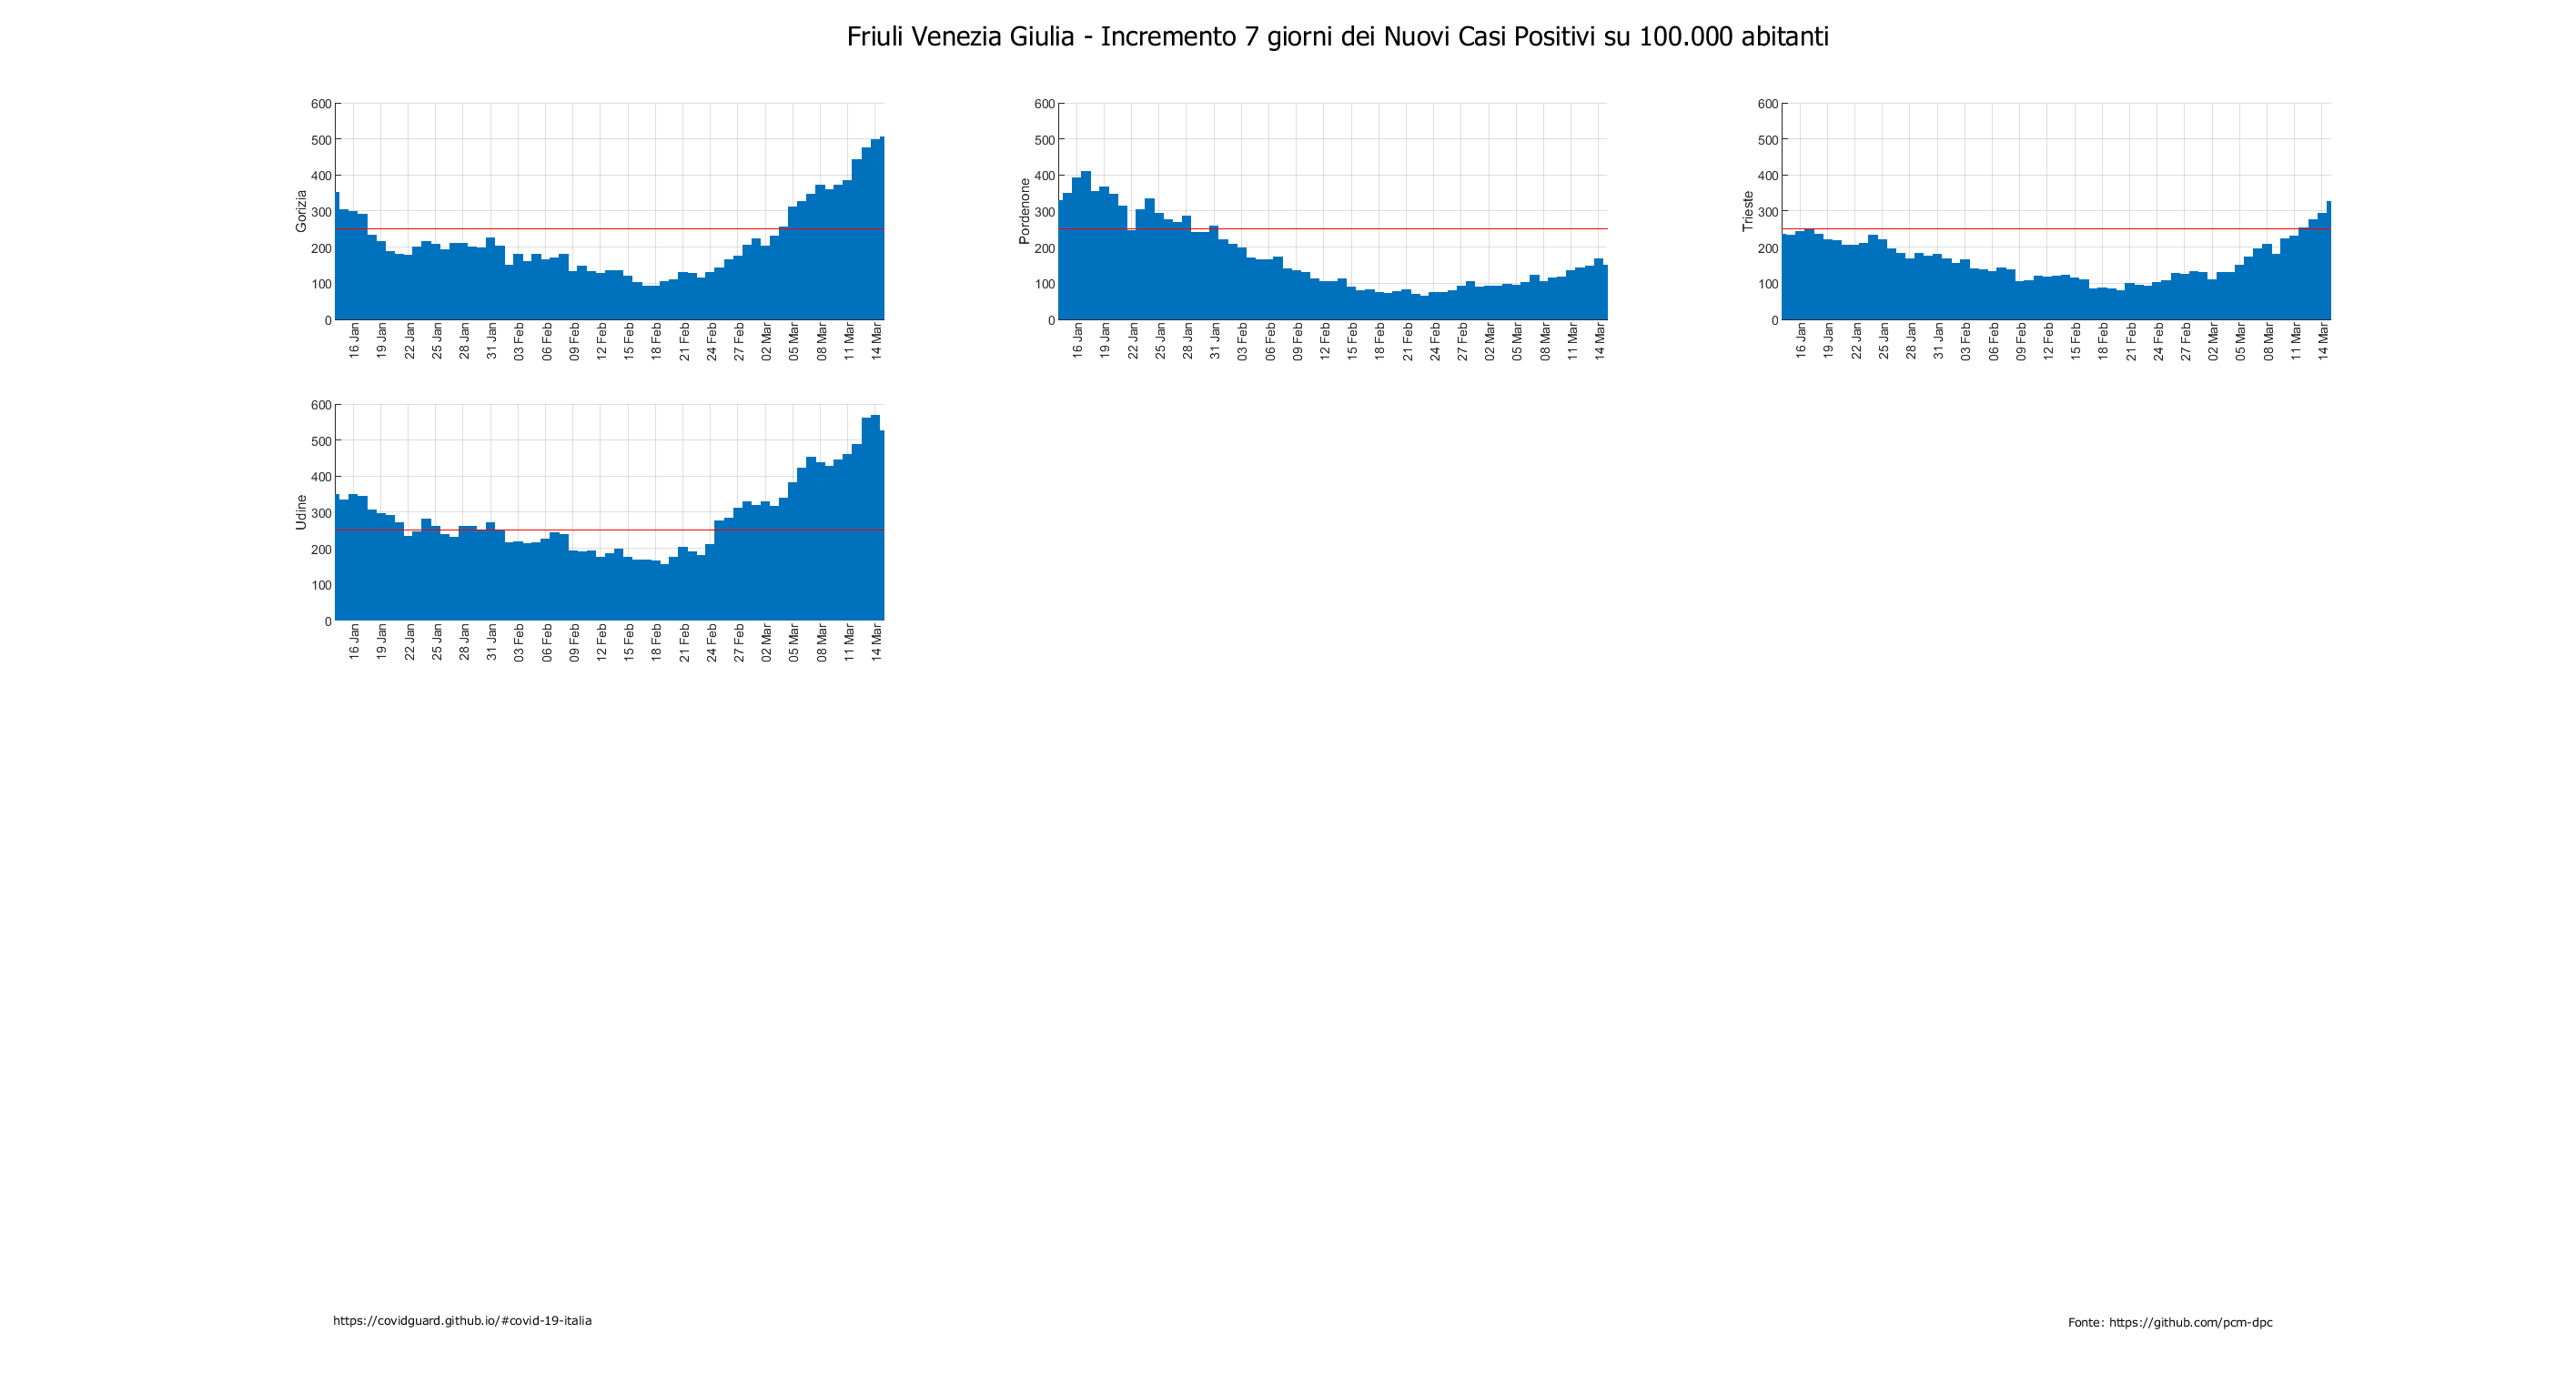 Friuli Venezia Giulia - Incremento 7 giorni dei Nuovi Casi Positivi su 100.000 abitanti
Gorizia
600
500
400
300
200
100
0
16 Jan 19 Jan 22 Jan 25 Jan 28 Jan 31 Jan 03 Feb 06 Feb 09 Feb 12 Feb 15 Feb 18 Feb 21 Feb 24 Feb 27 Feb 02 Mar 05 Mar 08 Mar 11 Mar 14 Mar
Pordenone
600
500
400
300
200
100
0
16 Jan 19 Jan 22 Jan 25 Jan 28 Jan 31 Jan 03 Feb 06 Feb 09 Feb 12 Feb 15 Feb 18 Feb 21 Feb 24 Feb 27 Feb 02 Mar 05 Mar 08 Mar 11 Mar 14 Mar
Trieste
600
500
400
300
200
100
0
16 Jan 19 Jan 22 Jan 25 Jan 28 Jan 31 Jan 03 Feb 06 Feb 09 Feb 12 Feb 15 Feb 18 Feb 21 Feb 24 Feb 27 Feb 02 Mar 05 Mar 08 Mar 11 Mar 14 Mar
Udine
600
500
400
300
200
100
0
16 Jan 19 Jan 22 Jan 25 Jan 28 Jan 31 Jan 03 Feb 06 Feb 09 Feb 12 Feb 15 Feb 18 Feb 21 Feb 24 Feb 27 Feb 02 Mar 05 Mar 08 Mar 11 Mar 14 Mar
https://covidguard.github.io/#covid-19-italia
Fonte: https://github.com/pcm-dpc